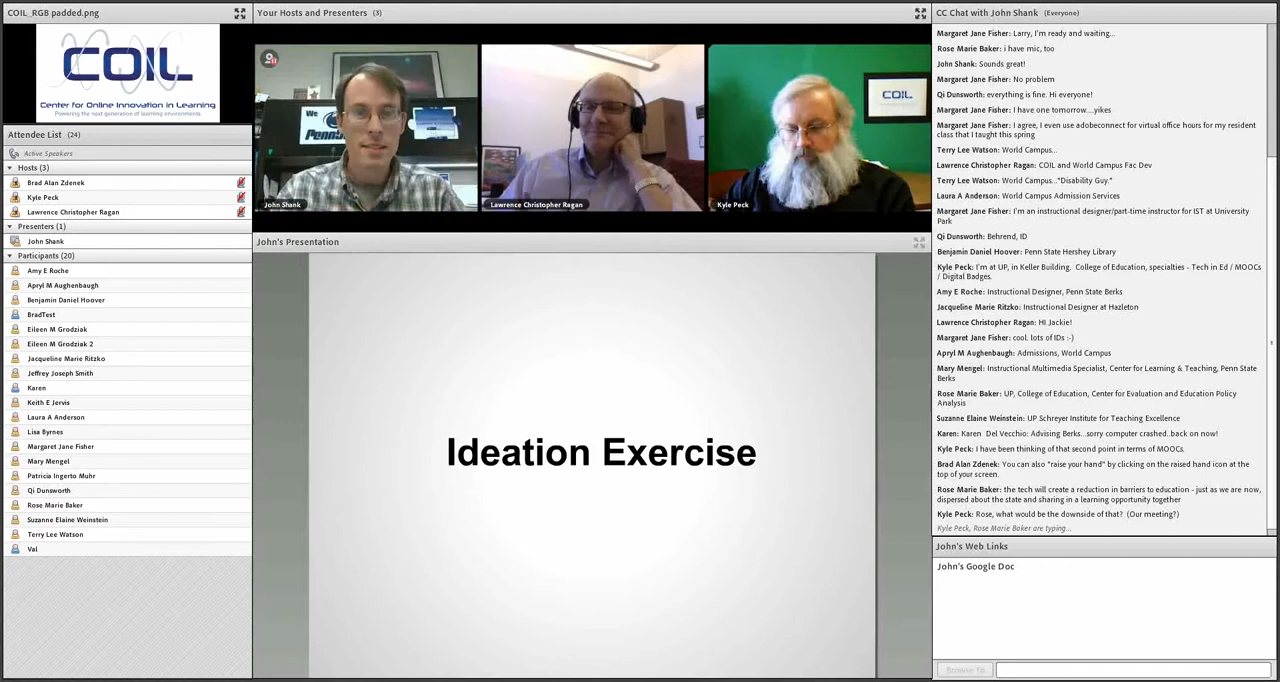 COIL_RGB padded.png
COIL
Center for Online Innovation in Learning
Powering the next generation of learning environments
Attendee List (24)
Active Speakers
Hosts (3)
Brad Alan Zdenek
Kyle Peck
Lawrence Christopher Ragan
Presenters (1)
John Shank
Participants (20)
Amy E Roche
Apryl M Aughenbaugh
Benjamin Daniel Hoover
BradTest
Eileen M Grodziak
Eileen M Grodziak 2
Jacqueline Marie Ritzko
Jeffrey Joseph Smith
Karen
Keith E Jervis
Laura A Anderson
Lisa Byrnes
Margaret Jane Fisher
Mary Mengel
Patricia Ingerto Muhr
Qi Dunsworth
Rose Marie Baker
Suzanne Elaine Weinstein
Terry Lee Watson
Val
Your Hosts and Presenters (3)
We
John Shank
Lawrence Christopher Ragan
COIL
Kyle Peck
John's Presentation
Ideation Exercise
CC Chat with John Shank (Everyone)
Margaret Jane Fisher: Larry, I'm ready and waiting...
Rose Marie Baker: i have mic, too
John Shank: Sounds great!
Margaret Jane Fisher: No problem
Qi Dunsworth: everything is fine. Hi everyone!
Margaret Jane Fisher: I have one tomorrow....yikes
Margaret Jane Fisher: I agree, I even use adobeconnect for virtual office hours for my resident
class that I taught this spring
Terry Lee Watson: World Campus...
Lawrence Christopher Ragan: COIL and World Campus Fac Dev
Terry Lee Watson: World Campus..."Disability Guy."
Laura A Anderson: World Campus Admission Services
Margaret Jane Fisher: I'm an instructional designer/part-time instructor for IST at University
Park
Qi Dunsworth: Behrend, ID
Benjamin Daniel Hoover: Penn State Hershey Library
Kyle Peck: I'm at UP, in Keller Building. College of Education, specialties - Tech in Ed / MOOCs
/ Digital Badges.
Amy E Roche: Instructional Designer, Penn State Berks
Jacqueline Marie Ritzko: Instructional Designer at Hazleton
Lawrence Christopher Ragan: HI Jackie!
Margaret Jane Fisher: cool. lots of IDs :-)
Apryl M Aughenbaugh: Admissions, World Campus
Mary Mengel: Instructional Multimedia Specialist, Center for Learning & Teaching, Penn State
Berks
Rose Marie Baker: UP, College of Education, Center for Evaluation and Education Policy
Analysis
Suzanne Elaine Weinstein: UP Schreyer Institute for Teaching Excellence
Karen: Karen Del Vecchio: Advising Berks...sorry computer crashed..back on now!
Kyle Peck: I have been thinking of that second point in terms of MOOCs.
Brad Alan Zdenek: You can also "raise your hand" by clicking on the raised hand icon at the
top of your screen.
Rose Marie Baker: the tech will create a reduction in barriers to education - just as we are now,
dispersed about the state and sharing in a learning opportunity together
Kyle Peck: Rose, what would be the downside of that? (Our meeting?)
Kyle Peck, Rose Marie Baker are typing...
John's Web Links
John's Google Doc
Browse To